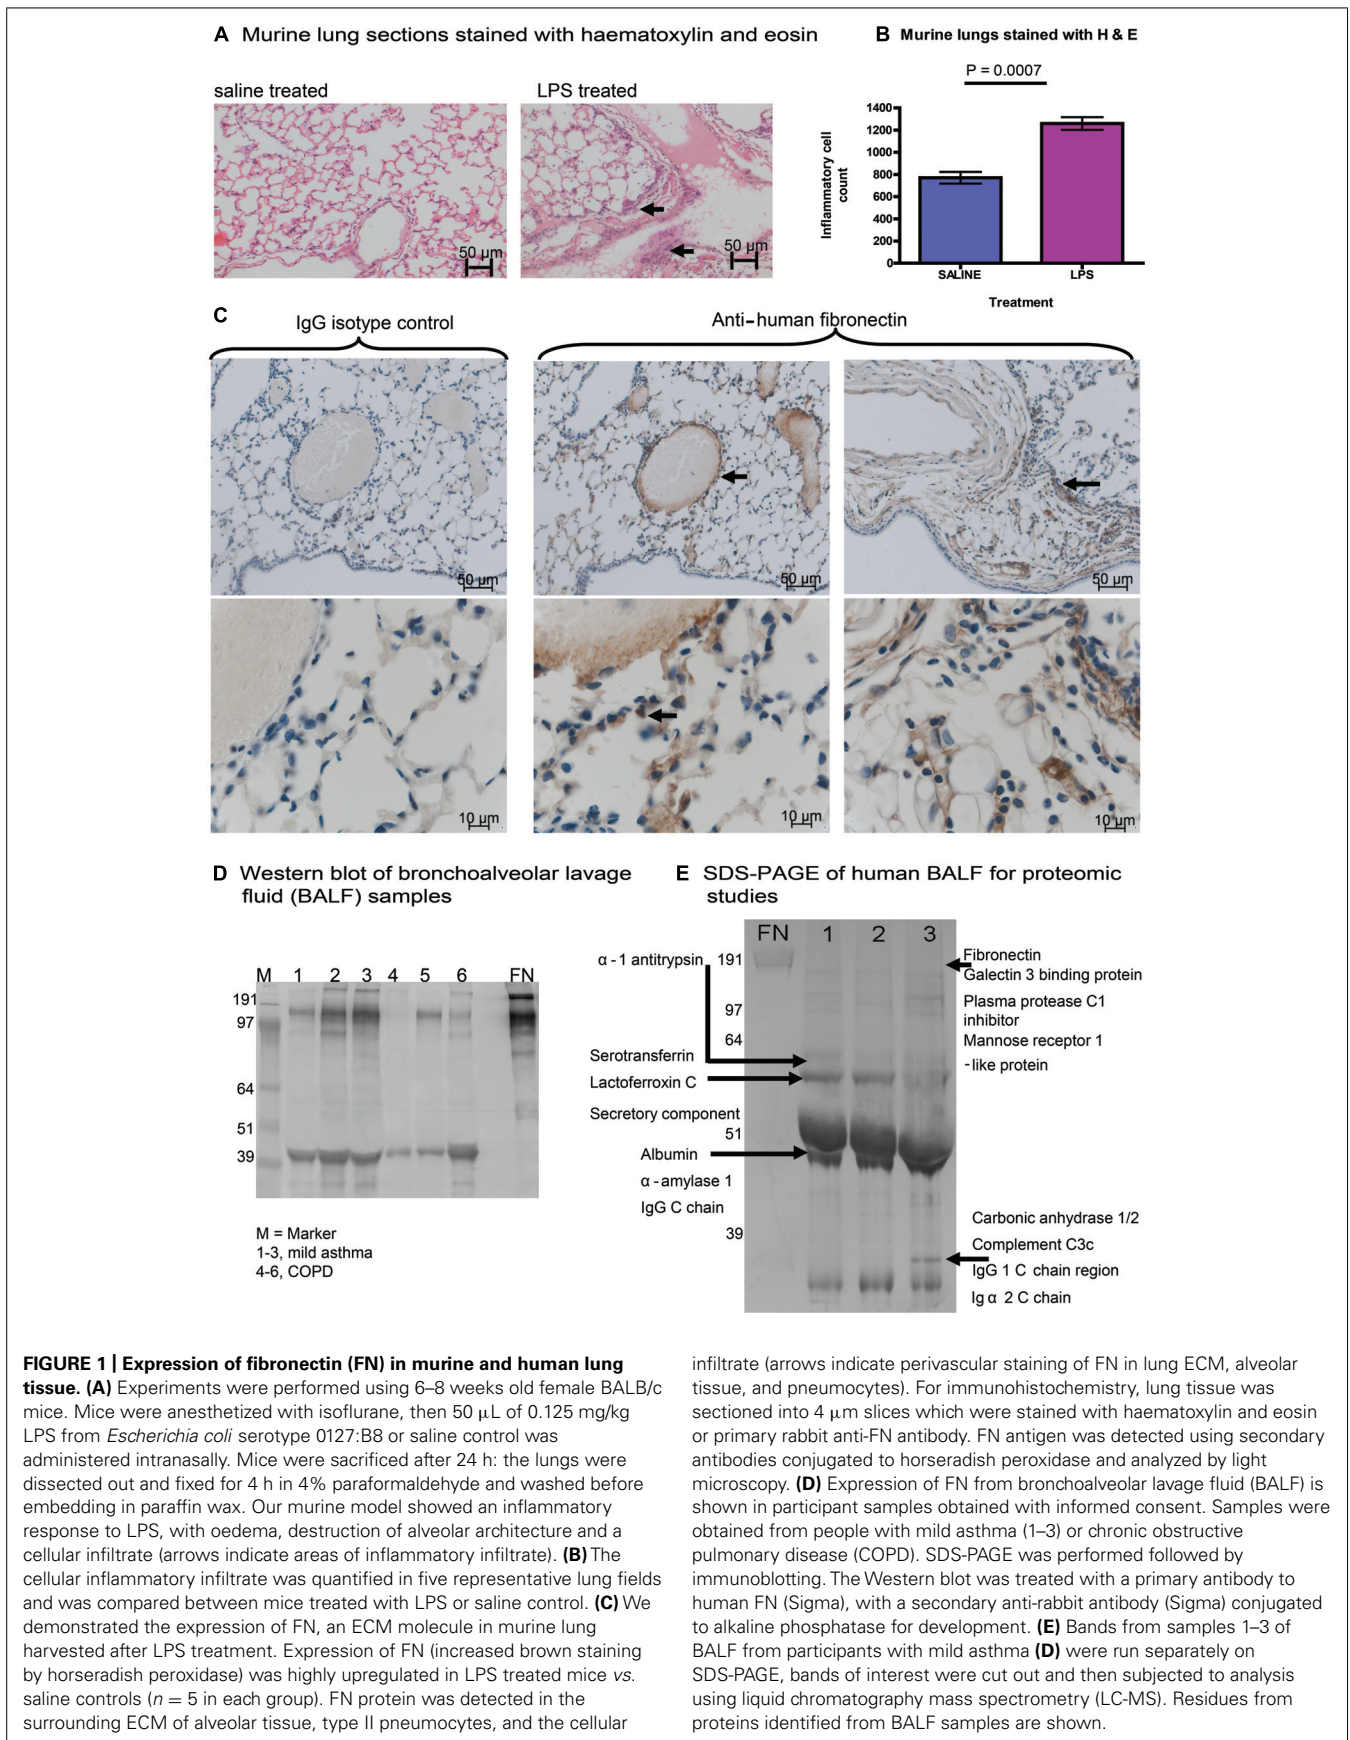 A Murine lung sections stained with haematoxylin and eosin
saline treated
LPS treated
50 µm
50 µm
B Murine lungs stained with H & E
P = 0.0007
1400
1200
1000
800
600
400
200
0
Inflammatory cell
count
SALINE
LPS
Treatment
C
IgG isotype control
Anti-human fibronectin
50 µm
50 µm
50 µm
10 µm
10 µm
10 µm
D Western blot of bronchoalveolar lavage
fluid (BALF) samples
M 1 2 3 4 5 6 FN
191
97
64
51
39
M = Marker
1-3, mild asthma
4-6, COPD
E SDS-PAGE of human BALF for proteomic
studies
FN 1 2 3
α-1 antitrypsin
191
97
64
Serotransferrin
Lactoferroxin C
Secretory component
51
Albumin
α-amylase 1
IgG C chain
39
Fibronectin
Galectin 3 binding protein
Plasma protease C1
inhibitor
Mannose receptor 1
-like protein
Carbonic anhydrase 1/2
Complement C3c
IgG 1 C chain region
Ig α 2 C chain
FIGURE 1 | Expression of fibronectin (FN) in murine and human lung
tissue. (A) Experiments were performed using 6–8 weeks old female BALB/c
mice. Mice were anesthetized with isoflurane, then 50 µL of 0.125 mg/kg
LPS from Escherichia coli serotype 0127:B8 or saline control was
administered intranasally. Mice were sacrificed after 24 h: the lungs were
dissected out and fixed for 4 h in 4% paraformaldehyde and washed before
embedding in paraffin wax. Our murine model showed an inflammatory
response to LPS, with oedema, destruction of alveolar architecture and a
cellular infiltrate (arrows indicate areas of inflammatory infiltrate). (B) The
cellular inflammatory infiltrate was quantified in five representative lung fields
and was compared between mice treated with LPS or saline control. (C) We
demonstrated the expression of FN, an ECM molecule in murine lung
harvested after LPS treatment. Expression of FN (increased brown staining
by horseradish peroxidase) was highly upregulated in LPS treated mice vs.
saline controls (n = 5 in each group). FN protein was detected in the
surrounding ECM of alveolar tissue, type II pneumocytes, and the cellular
infiltrate (arrows indicate perivascular staining of FN in lung ECM, alveolar
tissue, and pneumocytes). For immunohistochemistry, lung tissue was
sectioned into 4 µm slices which were stained with haematoxylin and eosin
or primary rabbit anti-FN antibody. FN antigen was detected using secondary
antibodies conjugated to horseradish peroxidase and analyzed by light
microscopy. (D) Expression of FN from bronchoalveolar lavage fluid (BALF) is
shown in participant samples obtained with informed consent. Samples were
obtained from people with mild asthma (1–3) or chronic obstructive
pulmonary disease (COPD). SDS-PAGE was performed followed by
immunoblotting. The Western blot was treated with a primary antibody to
human FN (Sigma), with a secondary anti-rabbit antibody (Sigma) conjugated
to alkaline phosphatase for development. (E) Bands from samples 1–3 of
BALF from participants with mild asthma (D) were run separately on
SDS-PAGE, bands of interest were cut out and then subjected to analysis
using liquid chromatography mass spectrometry (LC-MS). Residues from
proteins identified from BALF samples are shown.